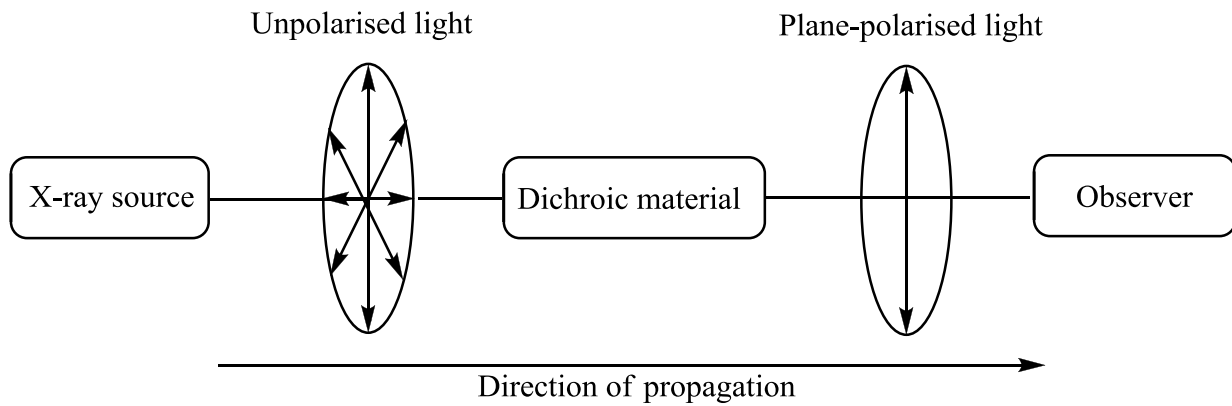 Unpolarised light
Plane-polarised light
X-ray source
Dichroic material
Observer
Direction of propagation